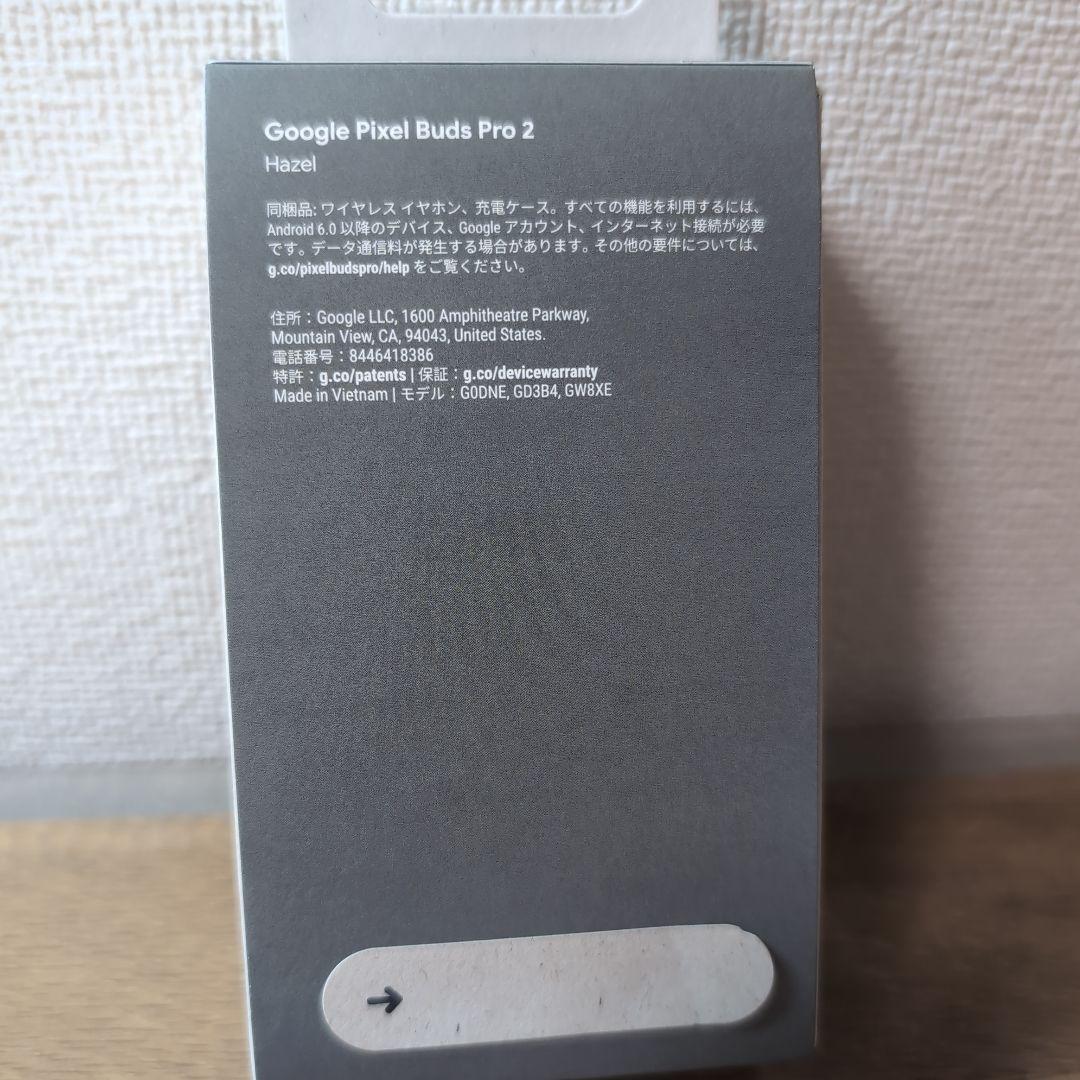 Google Pixel Buds Pro 2
Hazel
同梱品: ワイヤレス イヤホン、充電ケース。すべての機能を利用するには、
Android 6.0 以降のデバイス、Google アカウント、インターネット接続が必要
です。データ通信料が発生する場合があります。その他の要件については、
g.co/pixelbudspro/help をご覧ください。
住所：Google LLC, 1600 Amphitheatre Parkway,
Mountain View, CA, 94043, United States.
電話番号：8446418386
特許：g.co/patents | 保証：g.co/devicewarranty
Made in Vietnam | モデル：G0DNE, GD3B4, GW8XE